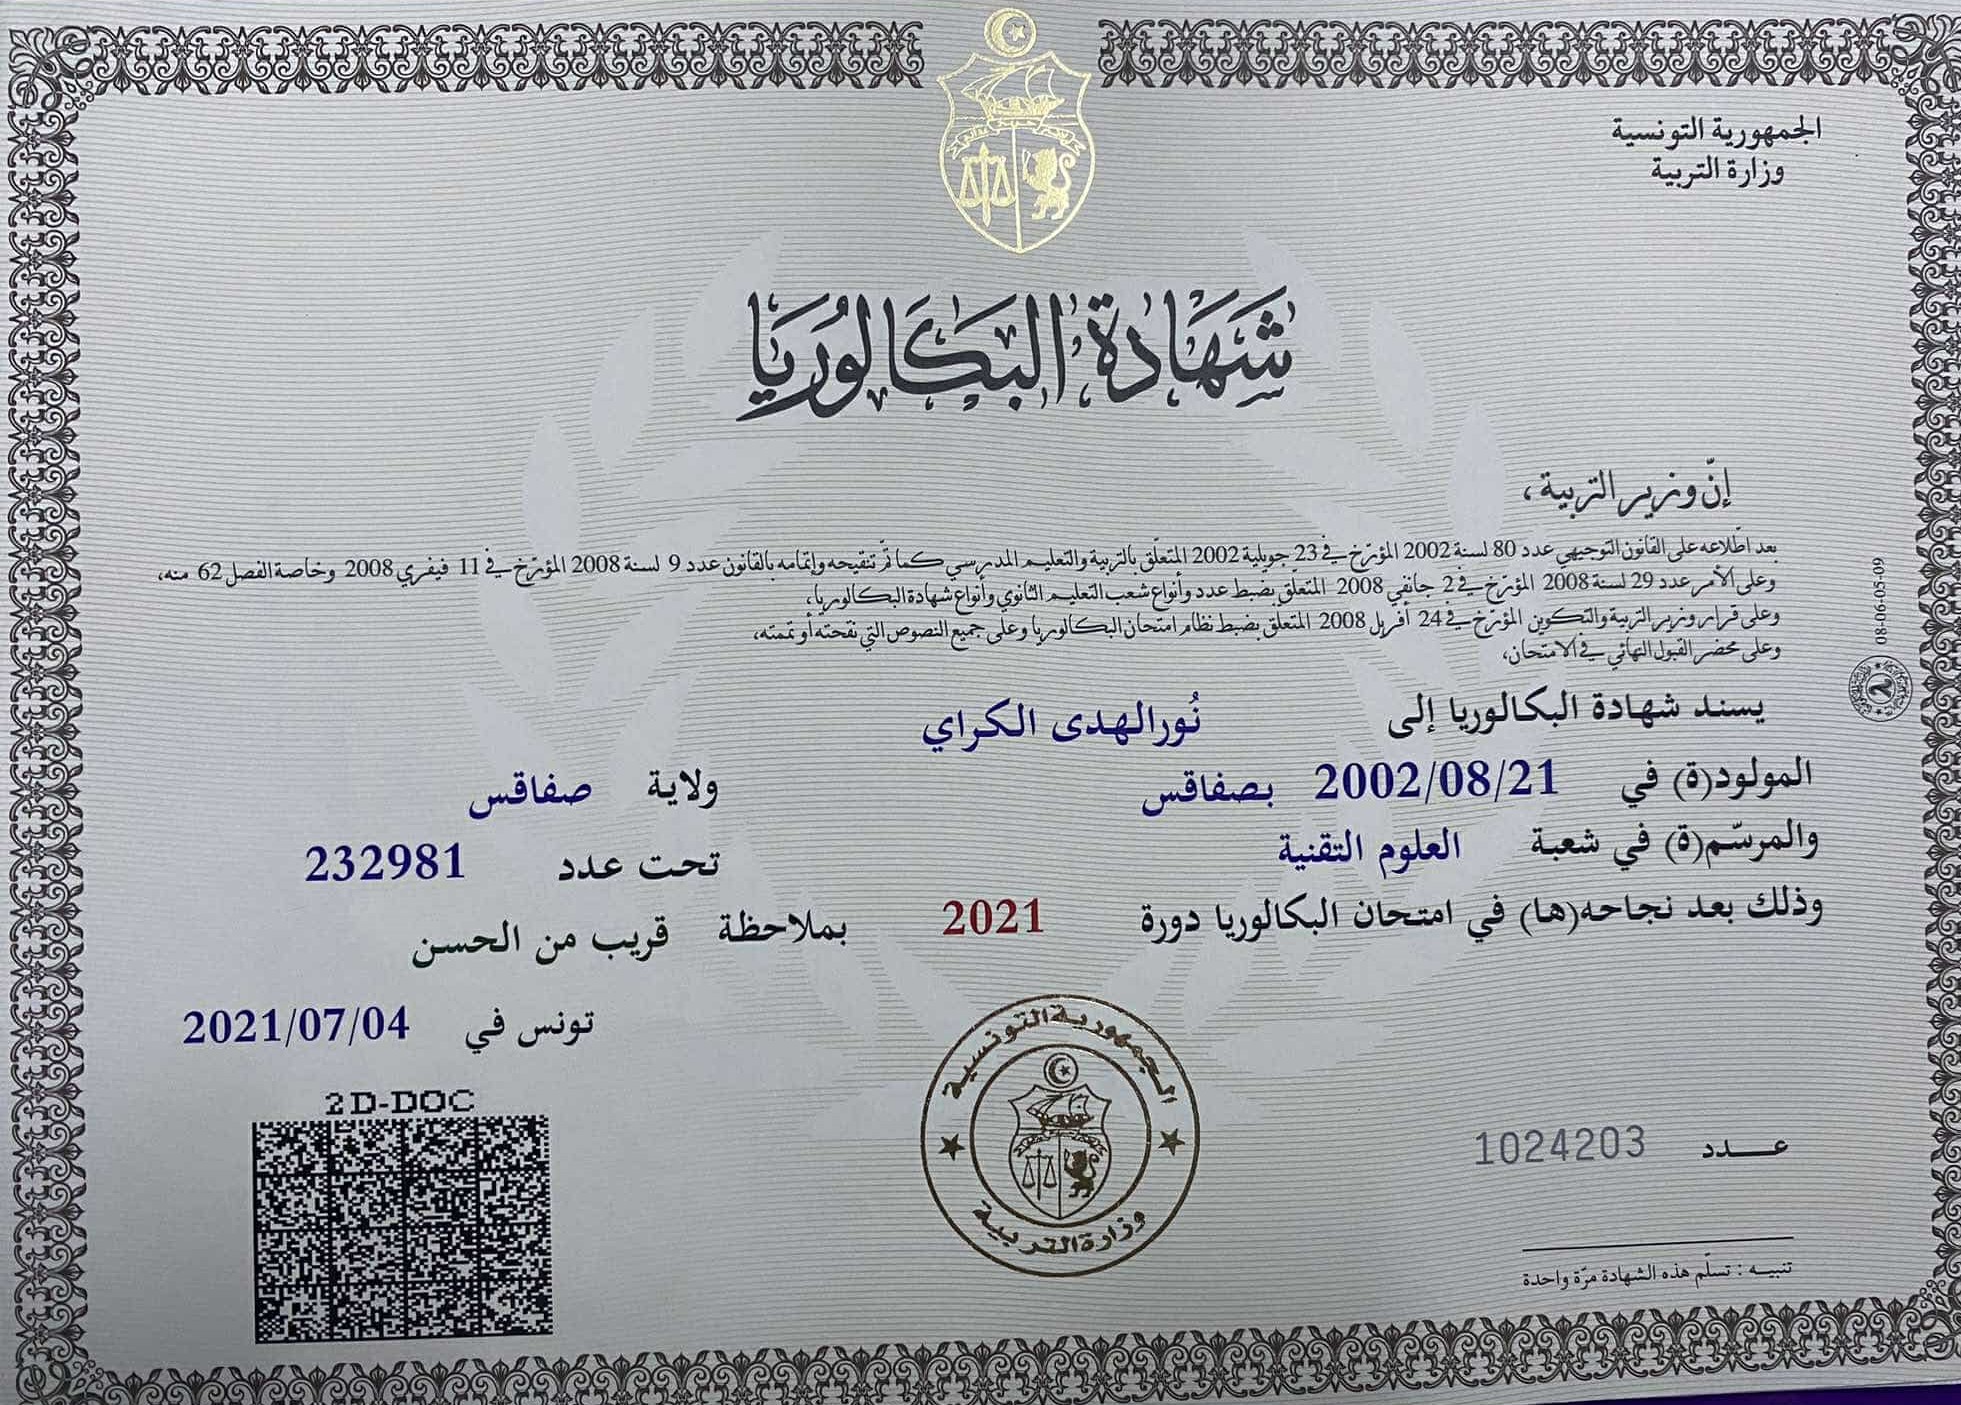 الجمهورية التونسية
وزارة التربية
شَهَادَةُ البَكَالُورِيَا
إنّ وزير التربية،
بعد اطّلاعه على القانون التوجيهي عدد 80 لسنة 2002 المؤرّخ في 23 جويلية 2002 المتعلّق بالتربية والتعليم المدرسي كما تمّ تنقيحه وإتمامه بالقانون عدد 9 لسنة 2008 المؤرّخ في 11 فيفري 2008 وخاصة الفصل 62 منه،
وعلى الأمر عدد 29 لسنة 2008 المؤرّخ في 2 جانفي 2008 المتعلّق بضبط عدد وأنواع شعب التعليم الثانوي وأنواع شهادة البكالوريا،
وعلى قرار وزير التربية والتكوين المؤرّخ في 24 أفريل 2008 المتعلّق بضبط نظام امتحان البكالوريا وعلى جميع النصوص التي نقحته أو تممته،
وعلى محضر القبول النهائي في الامتحان،
يسند شهادة البكالوريا إلى نُورالهدى الكراي
المولود(ة) في 2002/08/21 بصفاقس ولاية صفاقس
والمرسّم(ة) في شعبة العلوم التقنية تحت عدد 232981
وذلك بعد نجاحه(ها) في امتحان البكالوريا دورة 2021 بملاحظة قريب من الحسن
تونس في 2021/07/04
2D-DOC
الجمهورية التونسية
وزارة التربية
عدد 1024203
تنبيه : تسلّم هذه الشهادة مرّة واحدة
08-06-05-09